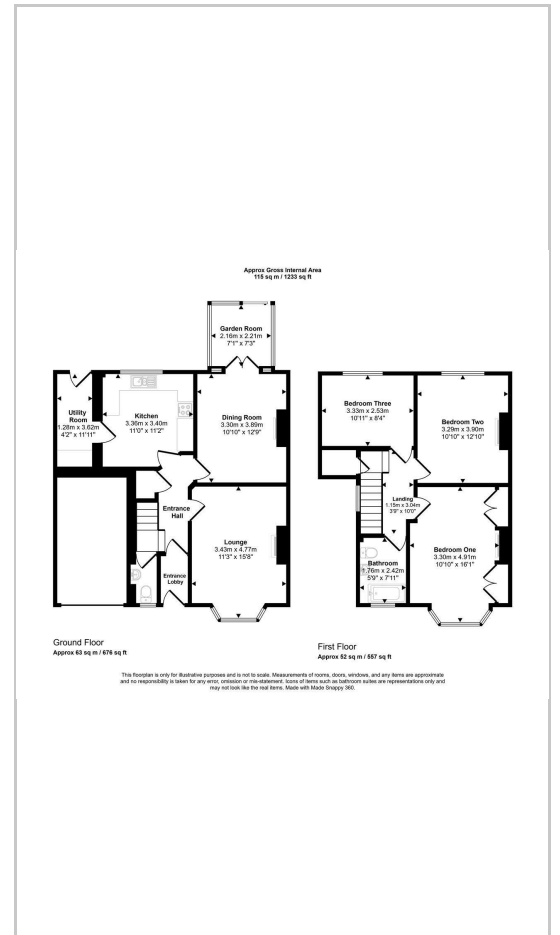 Approx Gross Internal Area
115 sq m / 1233 sq ft
Garden Room
2.16m x 2.21m
7'1" x 7'3"
Utility
Room
1.28m x 3.62m
4'2" x 11'11"
Kitchen
3.36m x 3.40m
11'0" x 11'2"
Dining Room
3.30m x 3.89m
10'10" x 12'9"
Entrance
Hall
Lounge
3.43m x 4.77m
11'3" x 15'8"
Entrance
Lobby
Ground Floor
Approx 63 sq m / 676 sq ft
Bedroom Three
3.33m x 2.53m
10'11" x 8'4"
Bedroom Two
3.29m x 3.90m
10'10" x 12'10"
Landing
1.15m x 3.04m
3'9" x 10'0"
Bedroom One
3.30m x 4.91m
10'10" x 16'1"
Bathroom
1.76m x 2.42m
5'9" x 7'11"
First Floor
Approx 52 sq m / 557 sq ft
This floorplan is only for illustrative purposes and is not to scale. Measurements of rooms, doors, windows, and any items are approximate
and no responsibility is taken for any error, omission or mis-statement. Icons of items such as bathroom suites are representations only and
may not look like the real items. Made with Made Snappy 360.